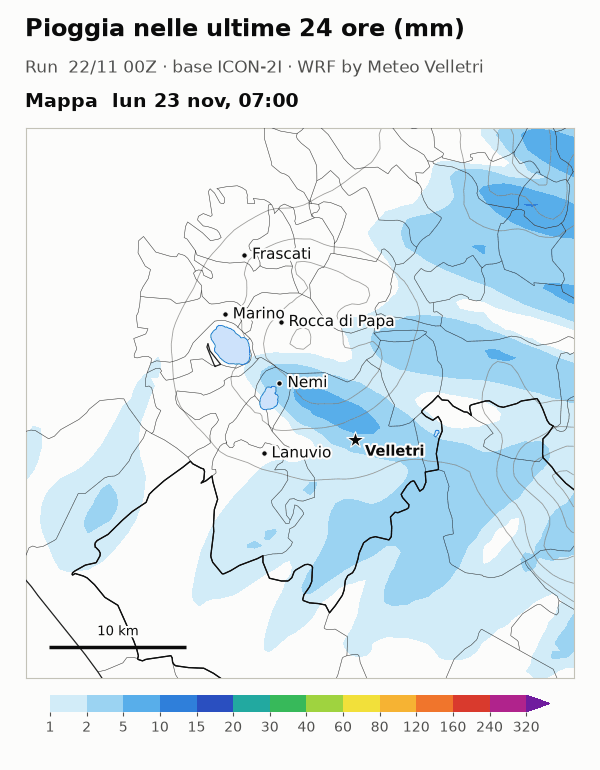 Pioggia nelle ultime 24 ore (mm)
Run  22/11 00Z · base ICON-2I · WRF by Meteo Velletri
Mappa  lun 23 nov, 07:00
Frascati
Marino
Rocca di Papa
Nemi
Velletri
Lanuvio
10 km
1 2 5 10 15 20 30 40 60 80 120 160 240 320